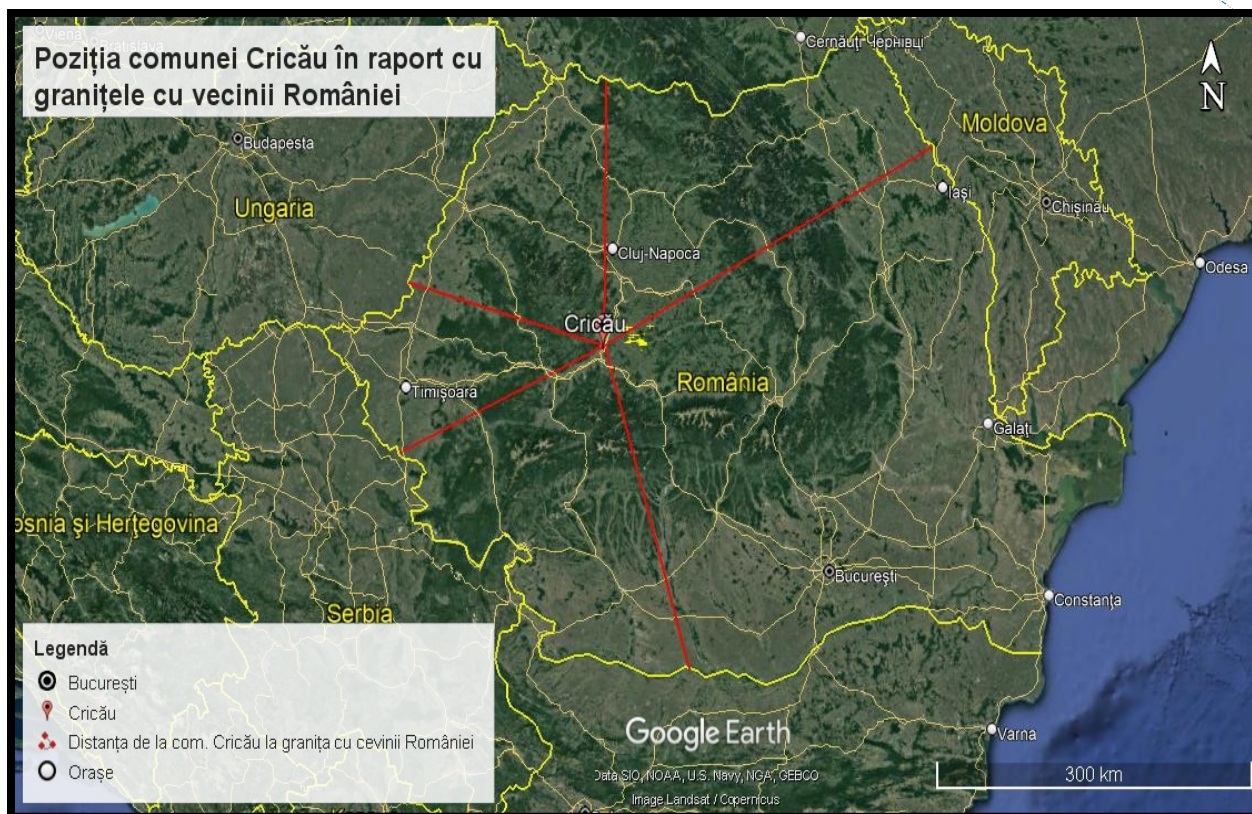 Poziția comunei Cricău în raport cu
granițele cu vecinii României
Viena
Bratislava
Cernăuți Чернівці
N
Moldova
Budapesta
Iași
Ungaria
Chișinău
Cluj-Napoca
Odesa
Cricău
România
Timișoara
Galați
osnia și Herțegovina
București
Constanța
Serbia
Legendă
București
Cricău
Distanța de la com. Cricău la granița cu cevinii României
Orașe
Google Earth
Varna
Data SIO, NOAA, U.S. Navy, NGA, GEBCO
Image Landsat / Copernicus
300 km